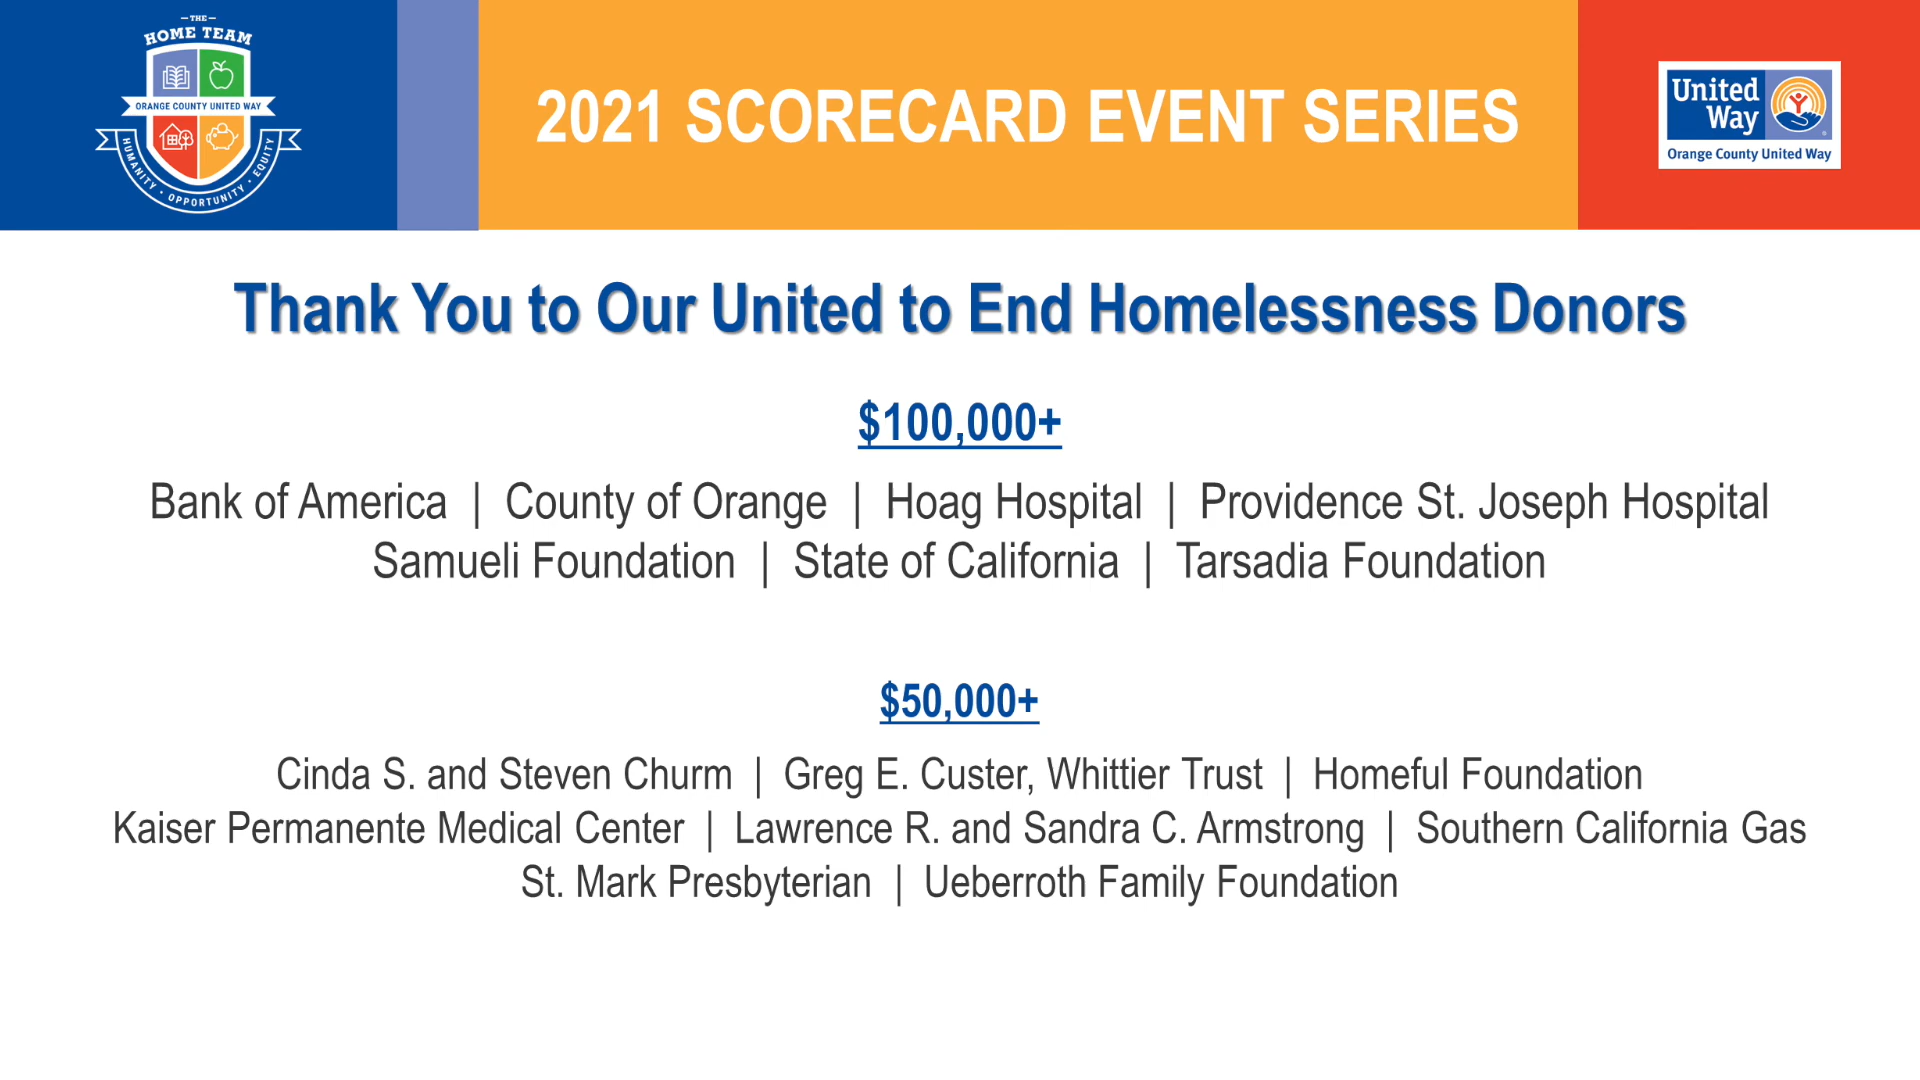 — THE —
HOME TEAM
ORANGE COUNTY UNITED WAY
HUMANITY • OPPORTUNITY • EQUITY
2021 SCORECARD EVENT SERIES
United
Way
®
Orange County United Way
Thank You to Our United to End Homelessness Donors
$100,000+
Bank of America | County of Orange | Hoag Hospital | Providence St. Joseph Hospital
Samueli Foundation | State of California | Tarsadia Foundation
$50,000+
Cinda S. and Steven Churm | Greg E. Custer, Whittier Trust | Homeful Foundation
Kaiser Permanente Medical Center | Lawrence R. and Sandra C. Armstrong | Southern California Gas
St. Mark Presbyterian | Ueberroth Family Foundation